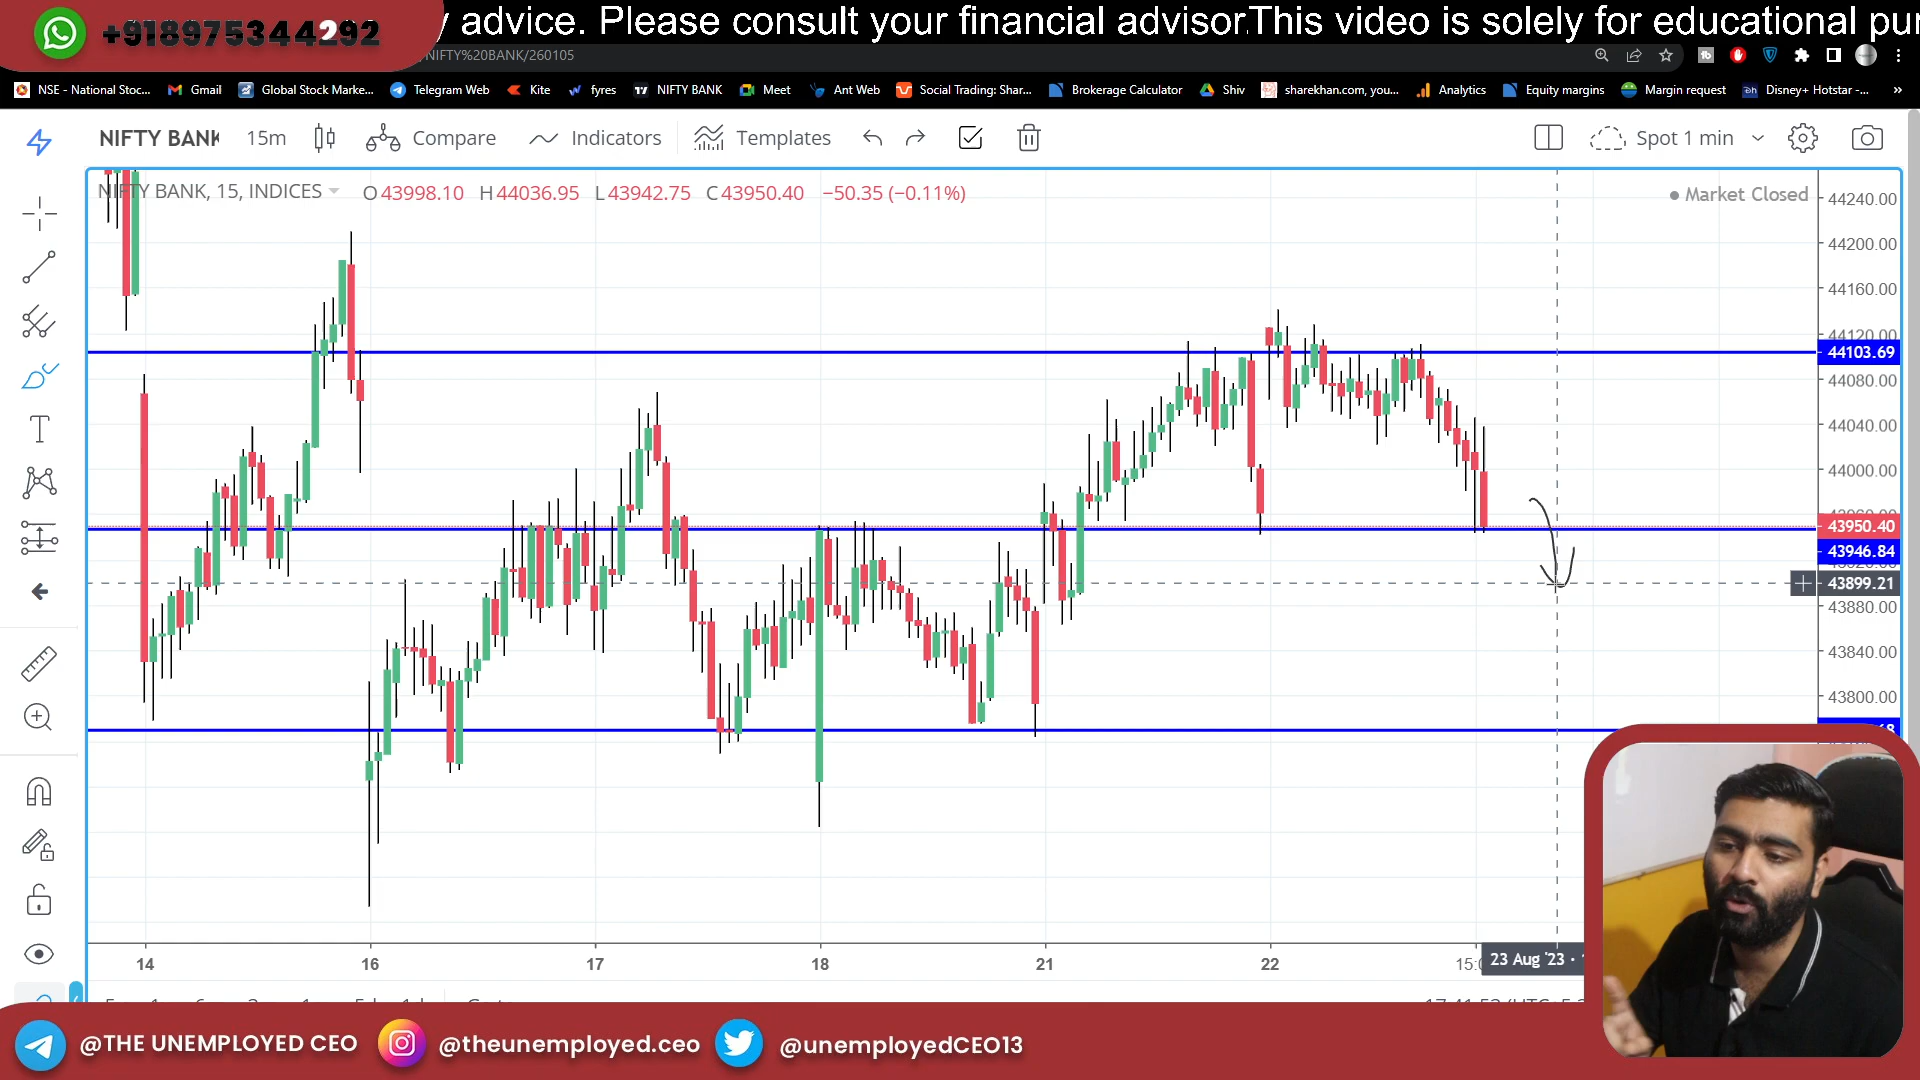 +918975344292
y advice. Please consult your financial advisor.This video is solely for educational pur
/NIFTY%20BANK/260105
NSE - National Stoc... Gmail Global Stock Marke... Telegram Web Kite fyres NIFTY BANK Meet Ant Web Social Trading: Shar... Brokerage Calculator Shiv sharekhan.com, you... Analytics Equity margins Margin request Disney+ Hotstar -... »
NIFTY BANK 15m Compare Indicators Templates Spot 1 min
NIFTY BANK, 15, INDICES O43998.10 H44036.95 L43942.75 C43950.40 −50.35 (−0.11%)
Market Closed
44240.00
44200.00
44160.00
44120.00
44103.69
44080.00
44040.00
44000.00
43960.00
43950.40
43946.84
43899.21
43880.00
43840.00
43800.00
14 16 17 18 21 22 23 Aug '23
@THE UNEMPLOYED CEO @theunemployed.ceo @unemployedCEO13